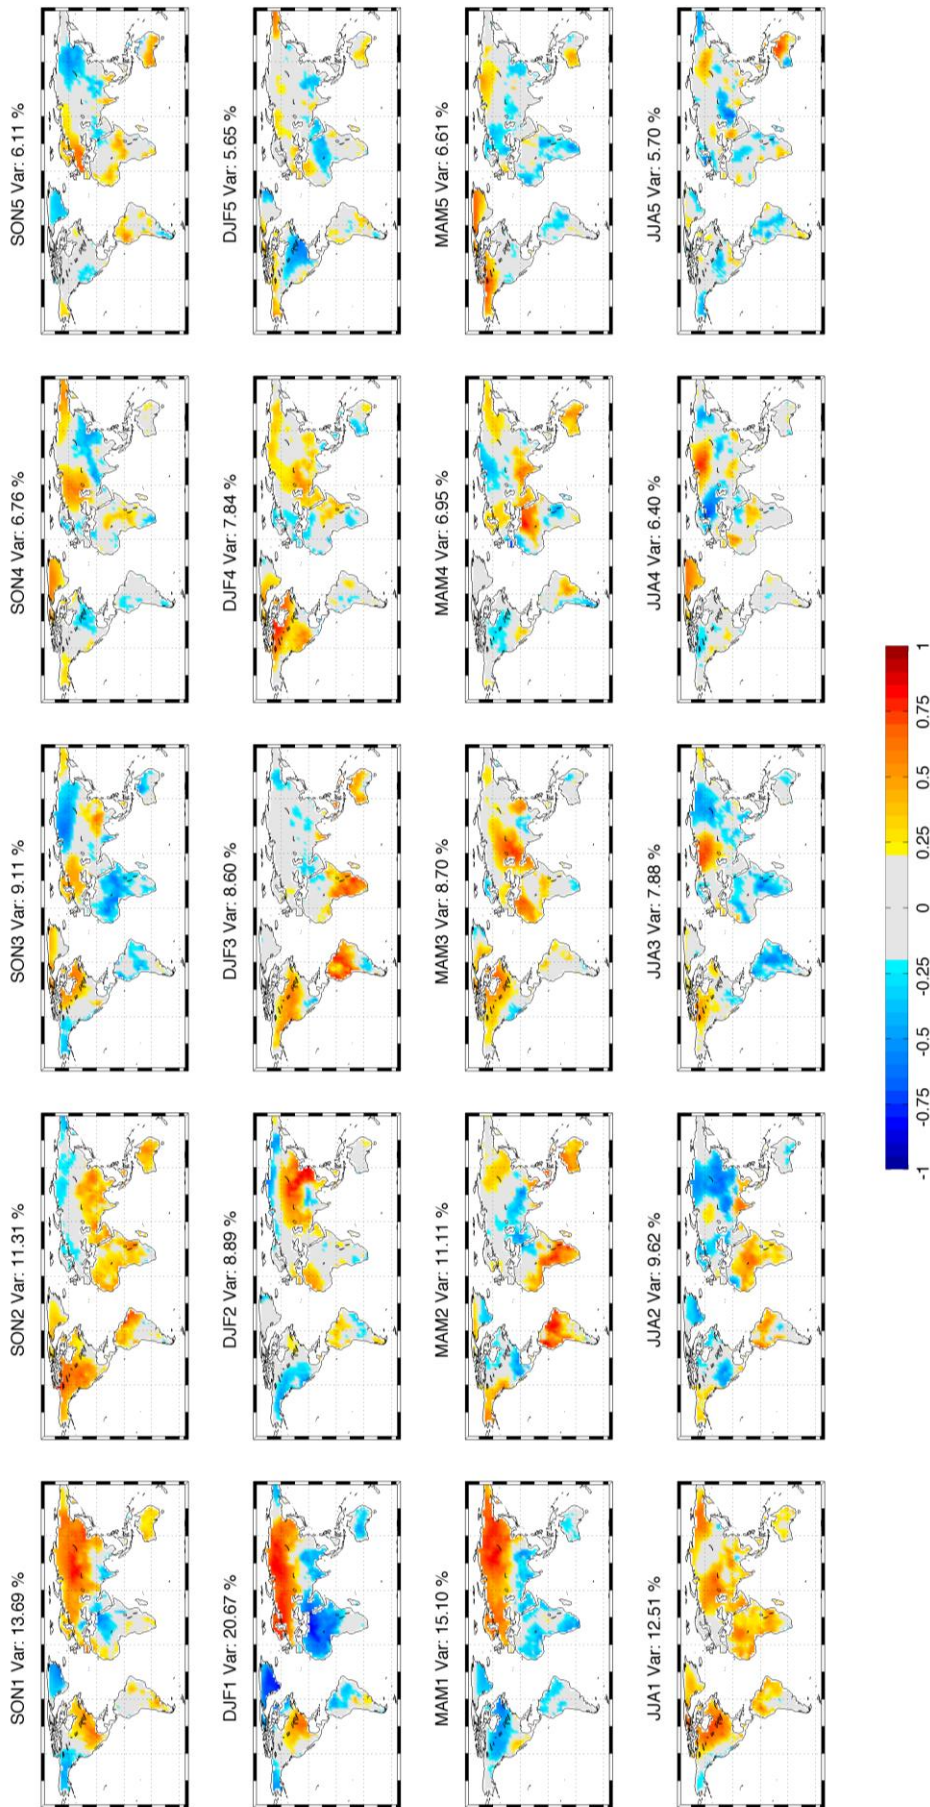 SON1 Var: 13.69 %
SON2 Var: 11.31 %
SON3 Var: 9.11 %
SON4 Var: 6.76 %
SON5 Var: 6.11 %
DJF1 Var: 20.67 %
DJF2 Var: 8.89 %
DJF3 Var: 8.60 %
DJF4 Var: 7.84 %
DJF5 Var: 5.65 %
MAM1 Var: 15.10 %
MAM2 Var: 11.11 %
MAM3 Var: 8.70 %
MAM4 Var: 6.95 %
MAM5 Var: 6.61 %
JJA1 Var: 12.51 %
JJA2 Var: 9.62 %
JJA3 Var: 7.88 %
JJA4 Var: 6.40 %
JJA5 Var: 5.70 %
-1 -0.75 -0.5 -0.25 0 0.25 0.5 0.75 1